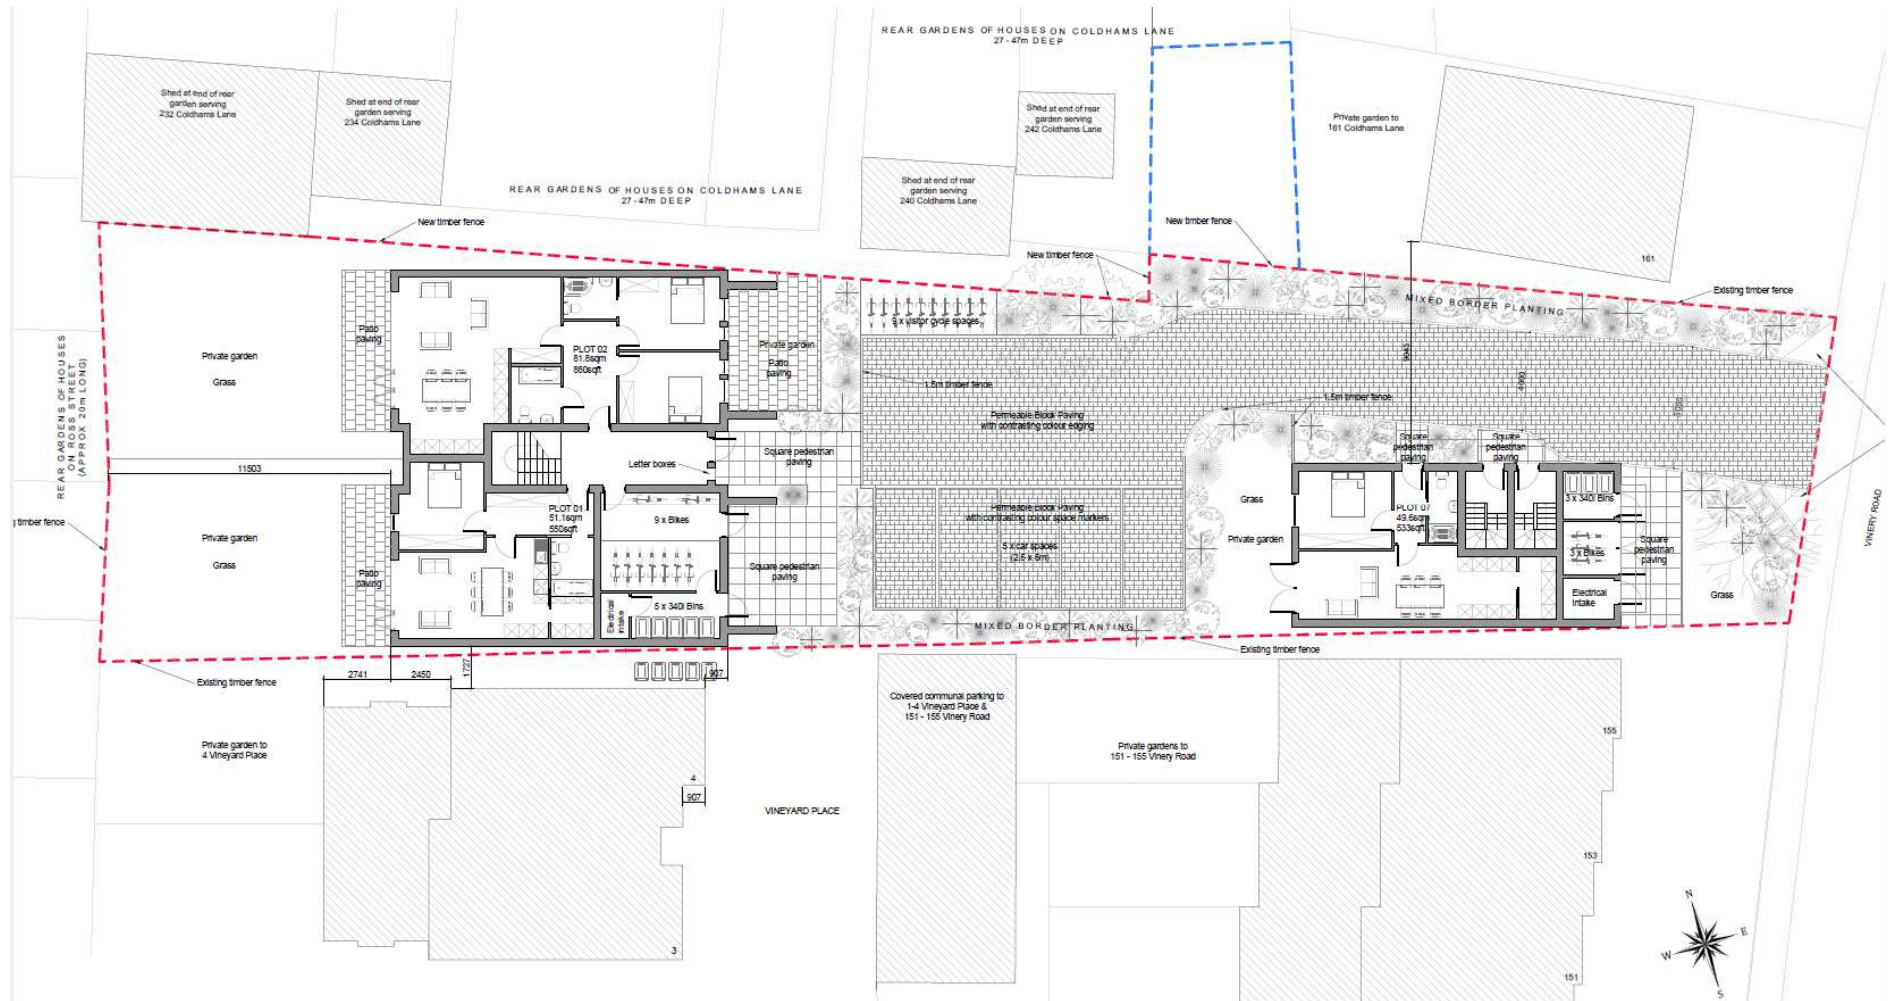 REAR GARDENS OF HOUSES ON COLDHAMS LANE
27 - 47m DEEP
Shed at end of rear
garden serving
232 Coldhams Lane
Shed at end of rear
garden serving
234 Coldhams Lane
Shed at end of rear
garden serving
242 Coldhams Lane
Private garden to
161 Coldhams Lane
REAR GARDENS OF HOUSES ON COLDHAMS LANE
27 - 47m DEEP
Shed at end of rear
garden serving
240 Coldhams Lane
New timber fence
New timber fence
New timber fence
161
Existing timber fence
MIXED BORDER PLANTING
9 x visitor cycle spaces
REAR GARDENS OF HOUSES
ON ROSS STREET
(APPROX 20m LONG)
Private garden
Grass
Patio
paving
PLOT 02
81.8sqm
880sqft
Private garden
Patio
paving
1.5m timber fence
9043
4000
5000
1.5m timber fence
Permeable Block Paving
with contrasting colour edging
Square
pedestrian
paving
Square
pedestrian
paving
Letter boxes
Square pedestrian
paving
11503
timber fence
Private garden
Grass
Patio
paving
PLOT 01
51.1sqm
550sqft
9 x Bikes
Square pedestrian
paving
Permeable Block Paving
with contrasting colour space markers
5 x car spaces
(2.5 x 5m)
Grass
Private garden
PLOT 07
49.6sqm
533sqft
3 x 340l Bins
3 x Bikes
Square
pedestrian
paving
Electrical
Intake
Grass
VINERY ROAD
Electrical
intake
5 x 340l Bins
MIXED BORDER PLANTING
Existing timber fence
Existing timber fence
2741
2450
1727
907
Private garden to
4 Vineyard Place
4
907
3
VINEYARD PLACE
Covered communal parking to
1-4 Vineyard Place &
151 - 155 Vinery Road
Private gardens to
151 - 155 Vinery Road
155
153
151
N
E
W
S